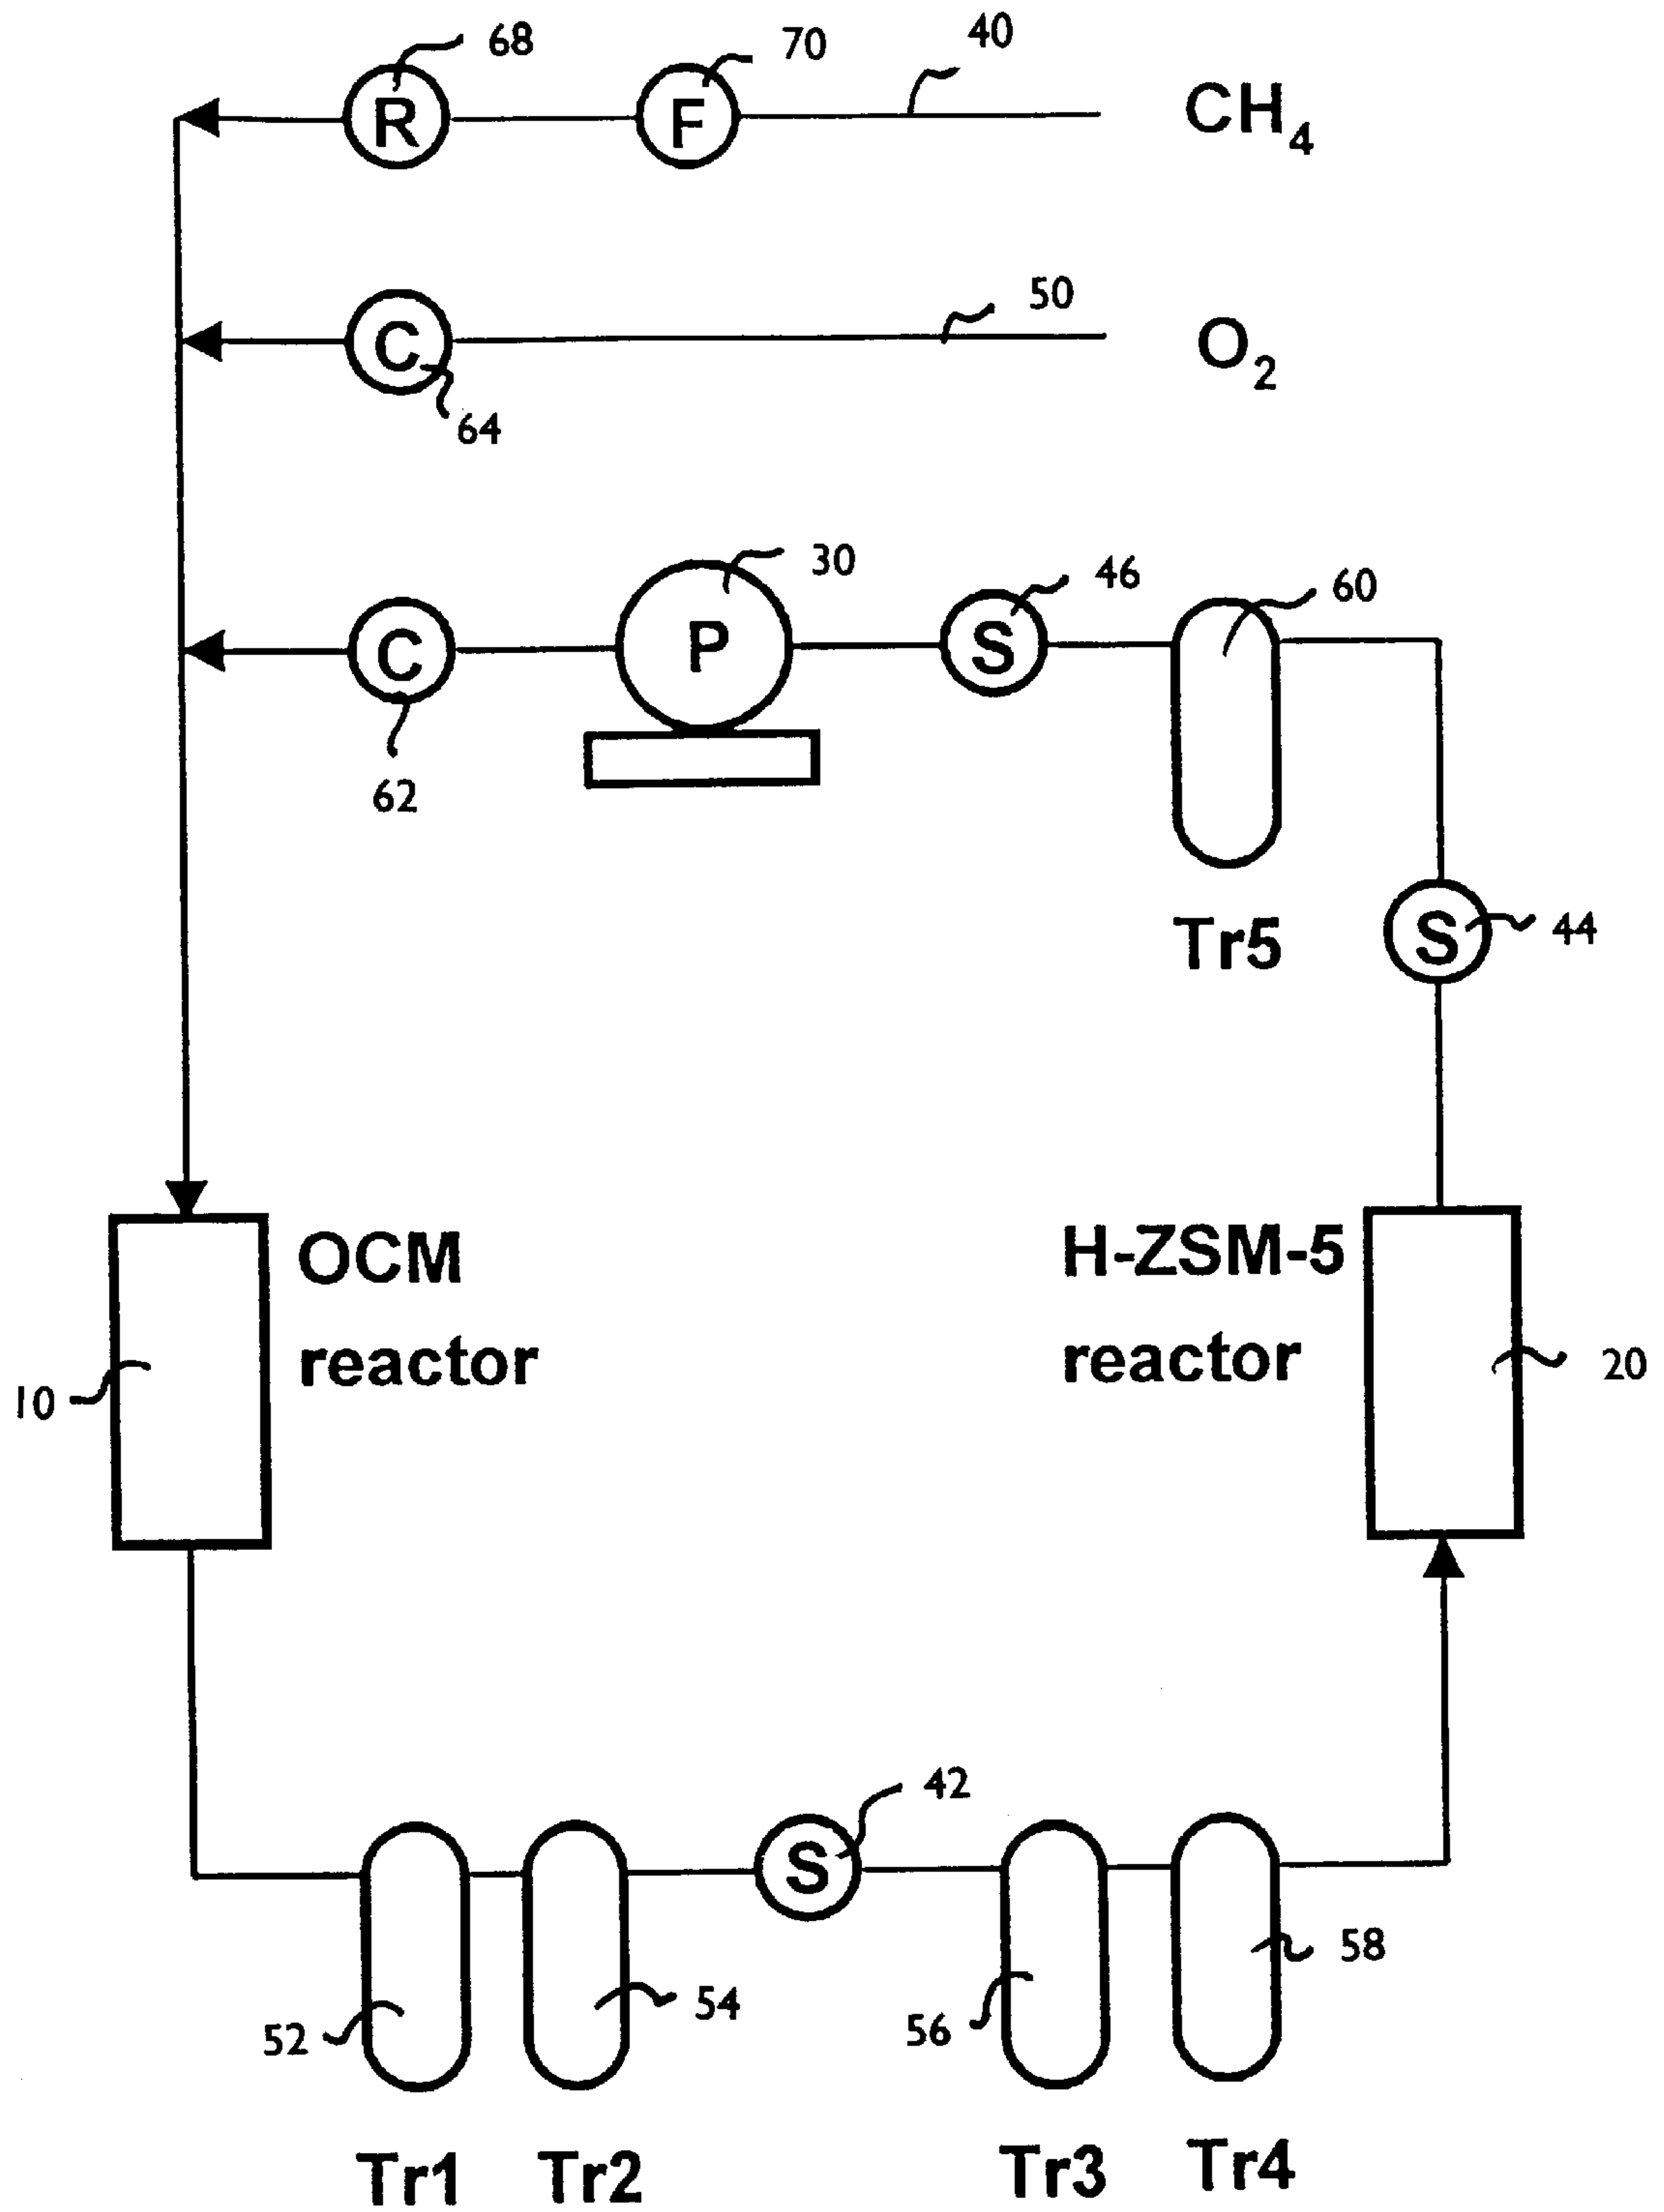 68
70
40
R
F
CH₄
50
C
O₂
64
30
46
60
C
P
S
62
Tr5
S
44
OCM
reactor
H-ZSM-5
reactor
10
20
42
S
58
54
52
56
Tr1
Tr2
Tr3
Tr4